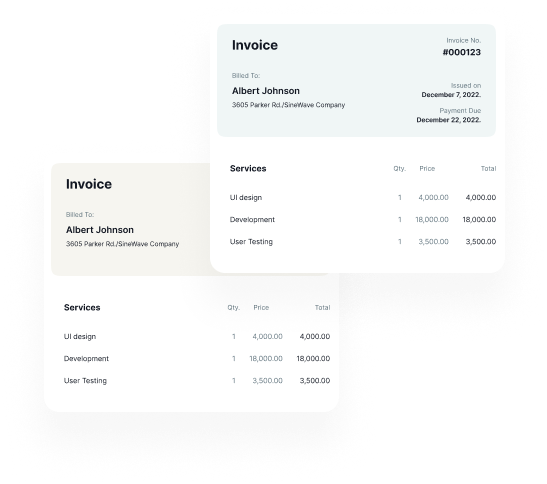 Invoice
Invoice No.
#000123
Billed To:
Albert Johnson
3605 Parker Rd./SineWave Company
Issued on
December 7, 2022.
Payment Due
December 22, 2022.
Services Qty. Price Total
UI design 1 4,000.00 4,000.00
Development 1 18,000.00 18,000.00
User Testing 1 3,500.00 3,500.00
Invoice
Billed To:
Albert Johnson
3605 Parker Rd./SineWave Company
Services Qty. Price Total
UI design 1 4,000.00 4,000.00
Development 1 18,000.00 18,000.00
User Testing 1 3,500.00 3,500.00